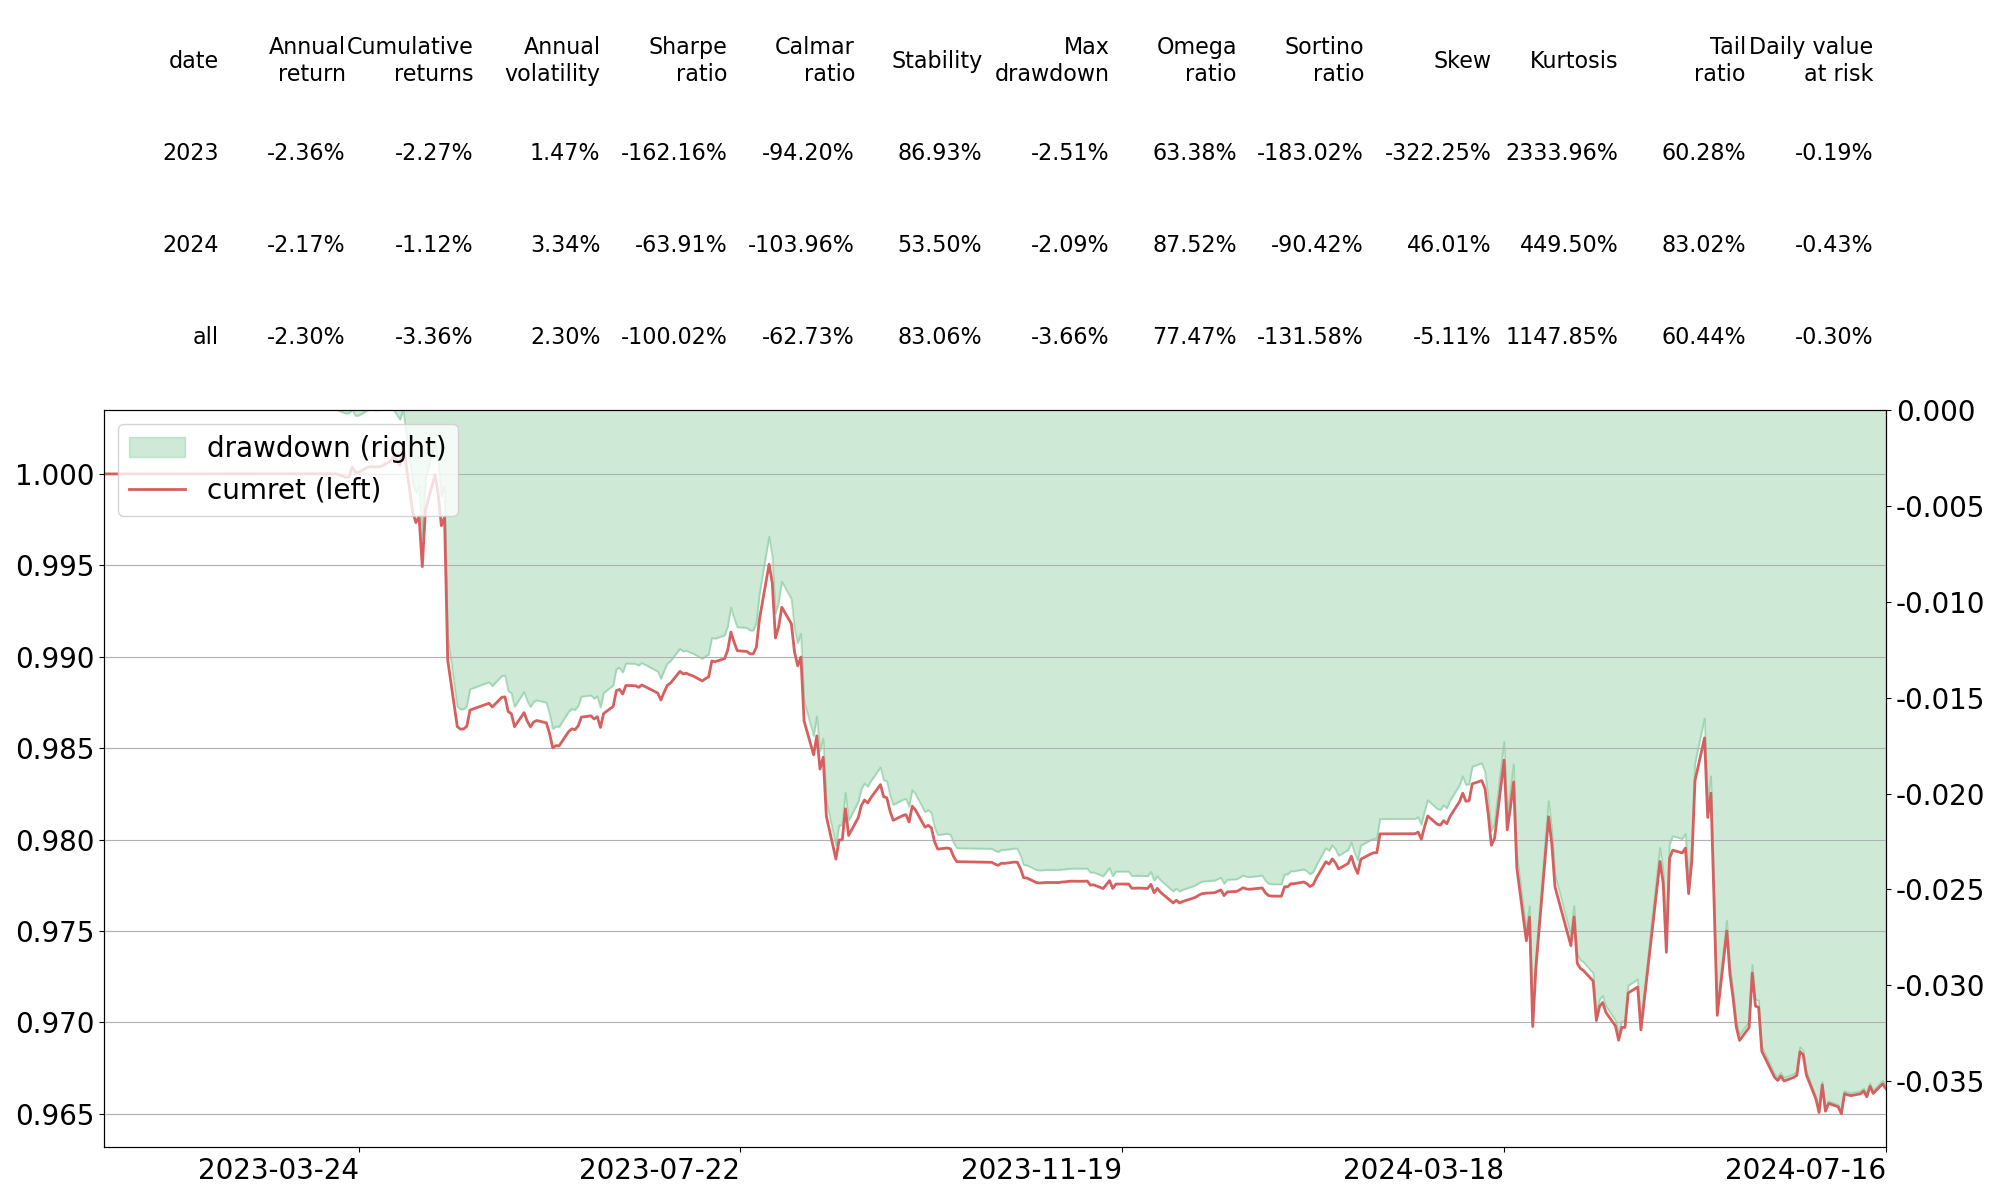 date Annual return Cumulative returns Annual volatility Sharpe ratio Calmar ratio Stability Max drawdown Omega ratio Sortino ratio Skew Kurtosis Tail ratio Daily value at risk
2023 -2.36% -2.27% 1.47% -162.16% -94.20% 86.93% -2.51% 63.38% -183.02% -322.25% 2333.96% 60.28% -0.19%
2024 -2.17% -1.12% 3.34% -63.91% -103.96% 53.50% -2.09% 87.52% -90.42% 46.01% 449.50% 83.02% -0.43%
all -2.30% -3.36% 2.30% -100.02% -62.73% 83.06% -3.66% 77.47% -131.58% -5.11% 1147.85% 60.44% -0.30%
drawdown (right)
cumret (left)
1.000
0.995
0.990
0.985
0.980
0.975
0.970
0.965
0.000
-0.005
-0.010
-0.015
-0.020
-0.025
-0.030
-0.035
2023-03-24 2023-07-22 2023-11-19 2024-03-18 2024-07-16